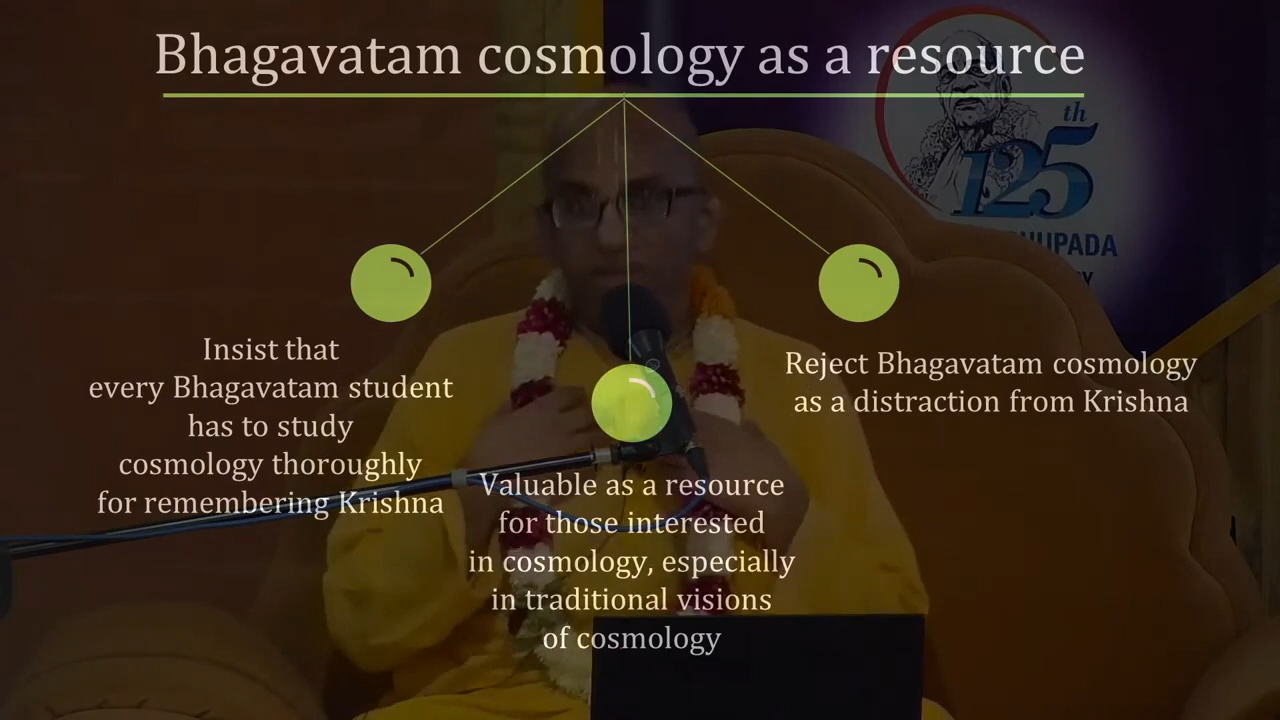 Bhagavatam cosmology as a resource
th
125
Insist that
every Bhagavatam student
has to study
cosmology thoroughly
for remembering Krishna
Valuable as a resource
for those interested
in cosmology, especially
in traditional visions
of cosmology
Reject Bhagavatam cosmology
as a distraction from Krishna